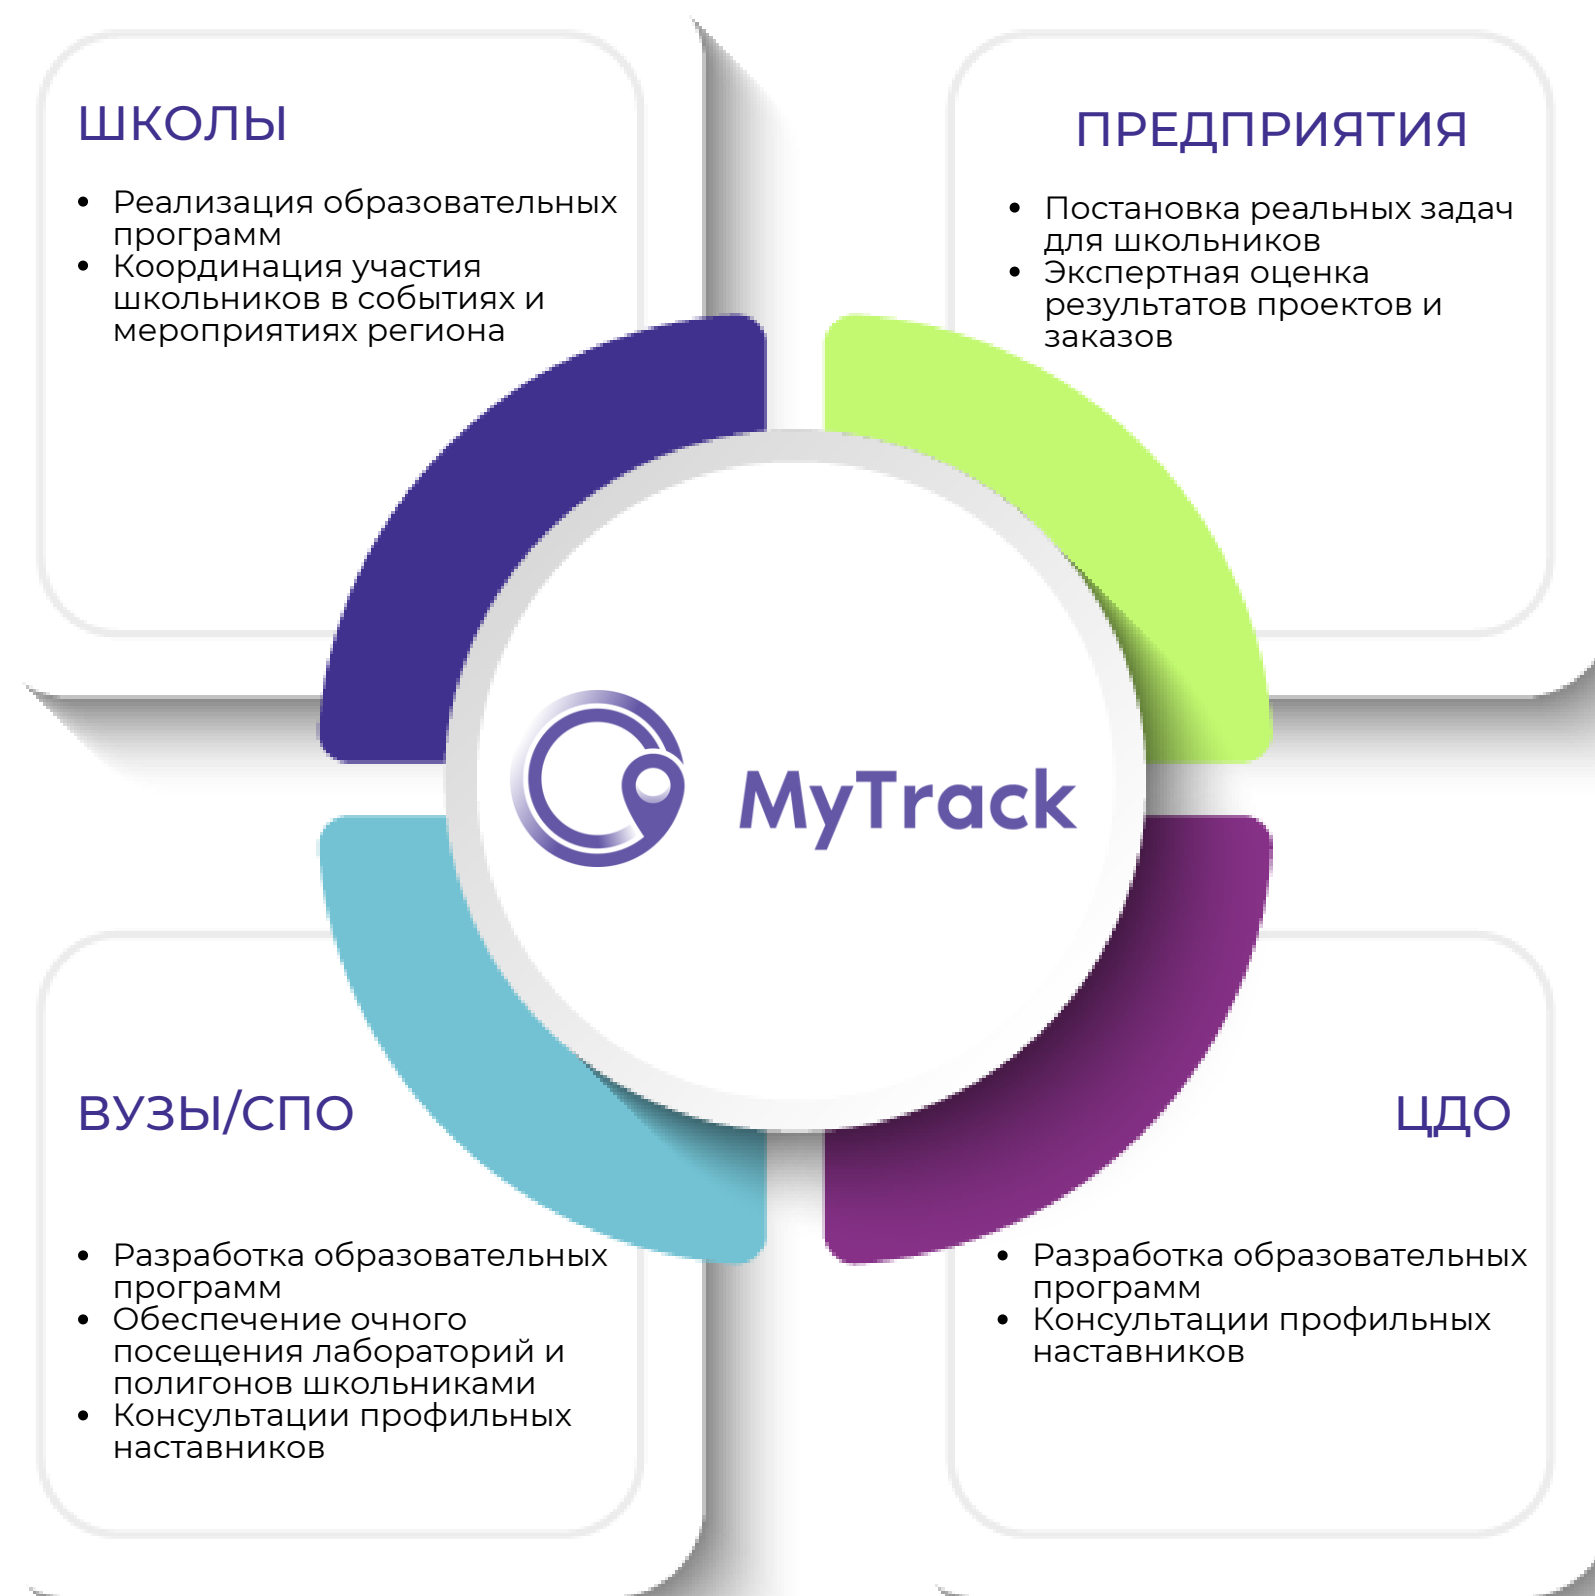 ШКОЛЫ
• Реализация образовательных
программ
• Координация участия
школьников в событиях и
мероприятиях региона
ПРЕДПРИЯТИЯ
• Постановка реальных задач
для школьников
• Экспертная оценка
результатов проектов и
заказов
MyTrack
ВУЗЫ/СПО
• Разработка образовательных
программ
• Обеспечение очного
посещения лабораторий и
полигонов школьниками
• Консультации профильных
наставников
ЦДО
• Разработка образовательных
программ
• Консультации профильных
наставников